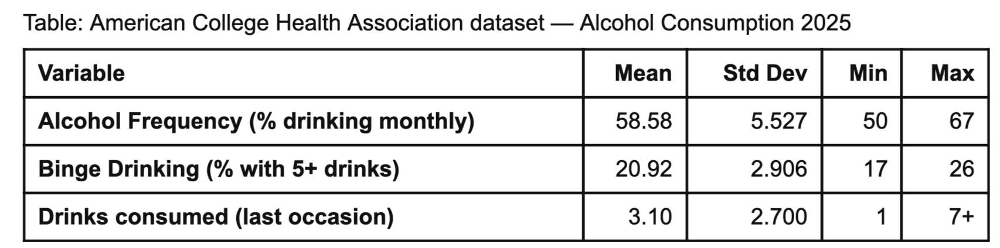 Table: American College Health Association dataset — Alcohol Consumption 2025
Variable Mean Std Dev Min Max
Alcohol Frequency (% drinking monthly) 58.58 5.527 50 67
Binge Drinking (% with 5+ drinks) 20.92 2.906 17 26
Drinks consumed (last occasion) 3.10 2.700 1 7+